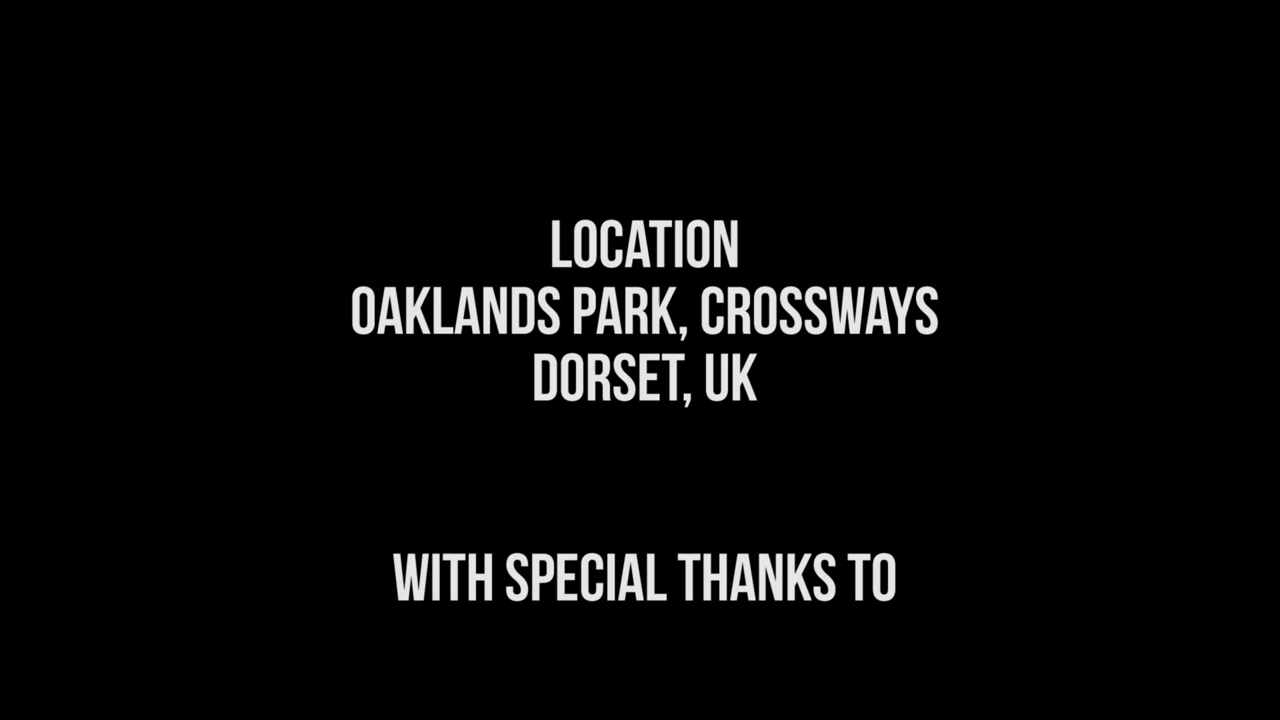 LOCATION
OAKLANDS PARK, CROSSWAYS
DORSET, UK
WITH SPECIAL THANKS TO